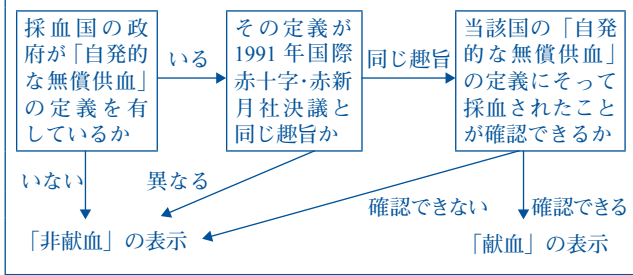 採血国の政
府が「自発的
な無償供血」
の定義を有
しているか
いる
その定義が
1991年国際
赤十字・赤新
月社決議と
同じ趣旨か
同じ趣旨
当該国の「自発
的な無償供血」
の定義にそって
採血されたこと
が確認できるか
いない
異なる
確認できない
確認できる
「非献血」の表示
「献血」の表示